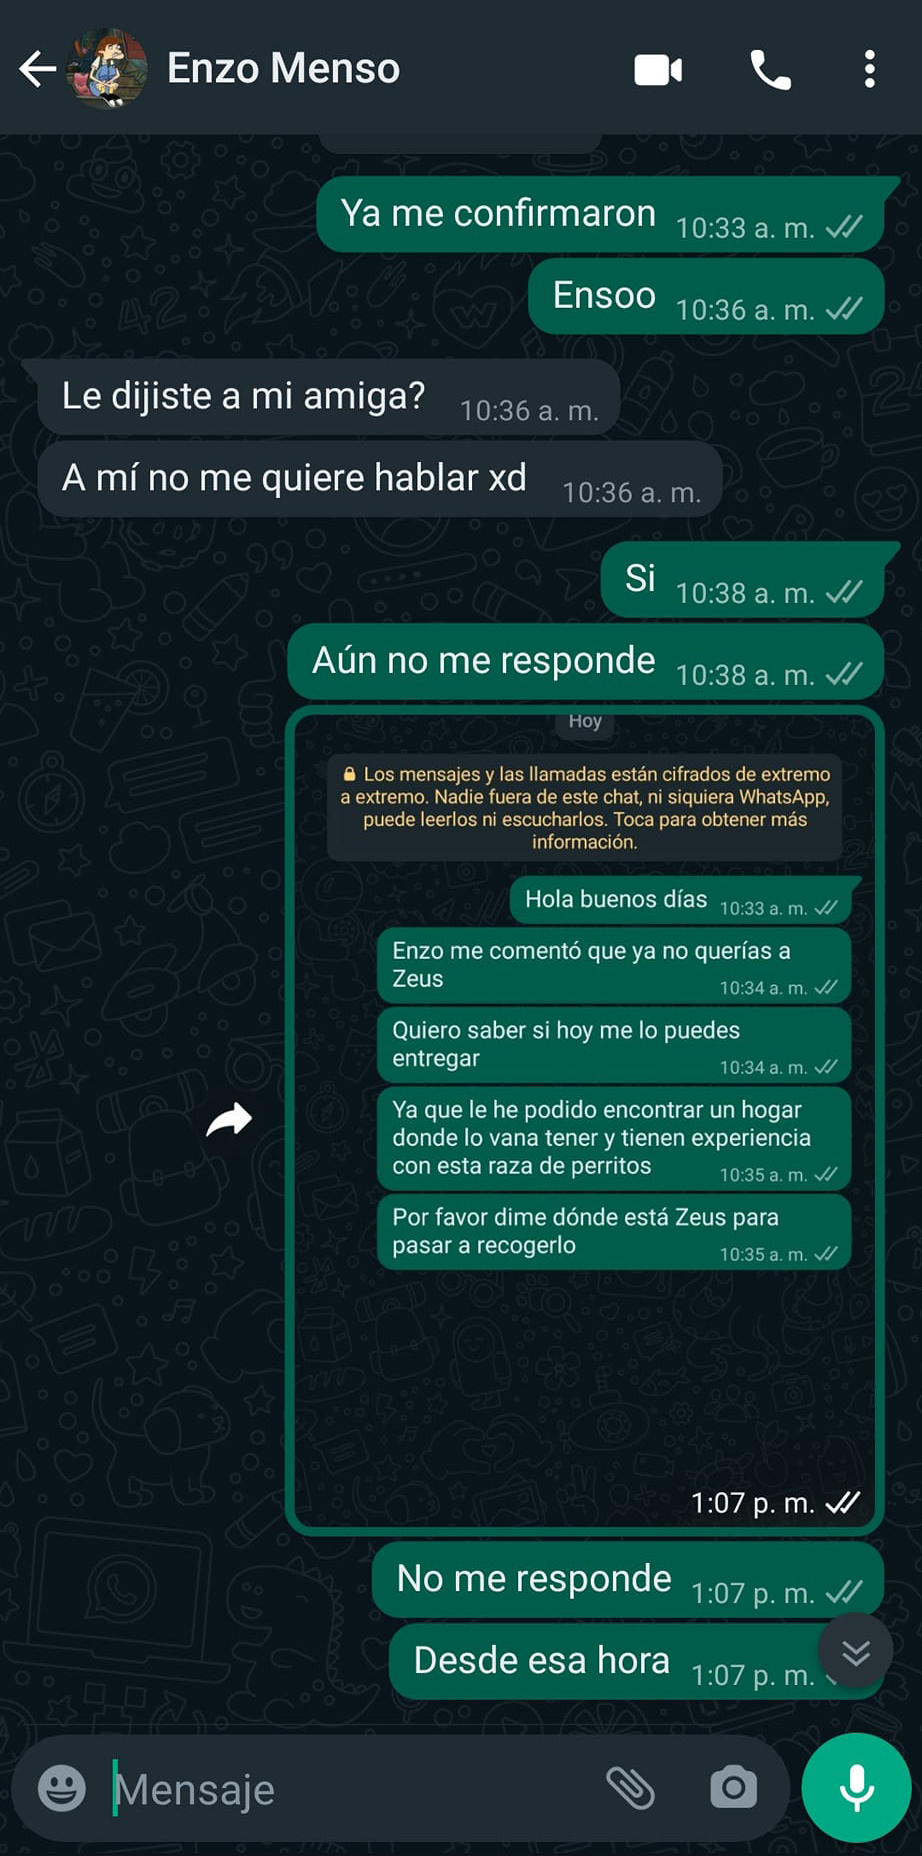 Enzo Menso
Ya me confirmaron 10:33 a. m.
Ensoo 10:36 a. m.
Le dijiste a mi amiga? 10:36 a. m.
A mí no me quiere hablar xd 10:36 a. m.
Si 10:38 a. m.
Aún no me responde 10:38 a. m.
Hoy
Los mensajes y las llamadas están cifrados de extremo
a extremo. Nadie fuera de este chat, ni siquiera WhatsApp,
puede leerlos ni escucharlos. Toca para obtener más
información.
Hola buenos días 10:33 a. m.
Enzo me comentó que ya no querías a
Zeus 10:34 a. m.
Quiero saber si hoy me lo puedes
entregar 10:34 a. m.
Ya que le he podido encontrar un hogar
donde lo vana tener y tienen experiencia
con esta raza de perritos 10:35 a. m.
Por favor dime dónde está Zeus para
pasar a recogerlo 10:35 a. m.
1:07 p. m.
No me responde 1:07 p. m.
Desde esa hora 1:07 p. m.
Mensaje